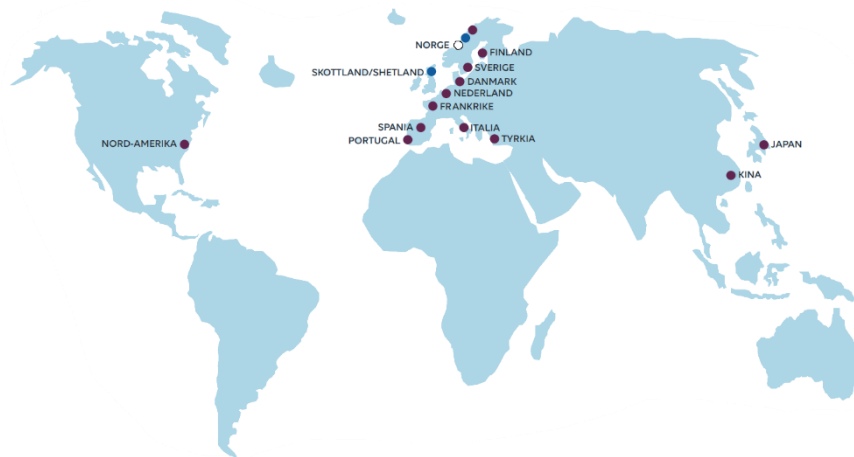 NORGE
FINLAND
SKOTTLAND/SHETLAND
SVERIGE
DANMARK
NEDERLAND
FRANKRIKE
SPANIA
ITALIA
PORTUGAL
TYRKIA
NORD-AMERIKA
JAPAN
KINA